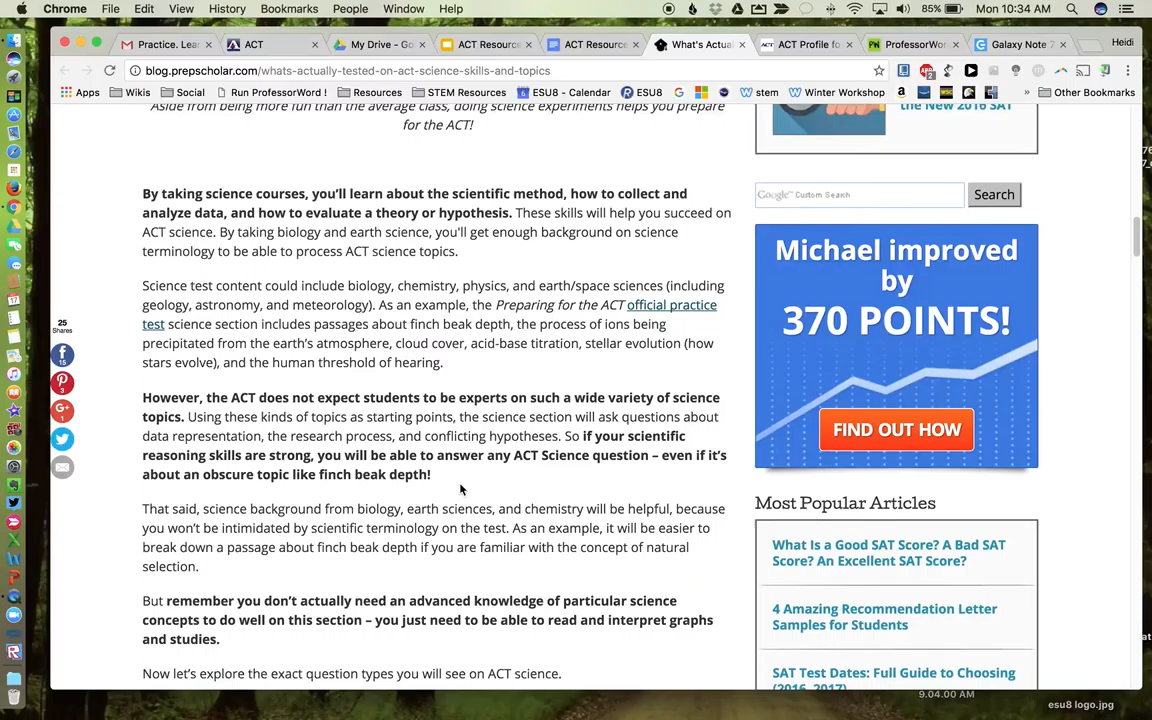 Chrome File Edit View History Bookmarks People Window Help 85% Mon 10:34 AM
Practice. Lear ACT My Drive - Go ACT Resource ACT Resource What's Actual ACT Profile fo ProfessorWor Galaxy Note 7 Heidi
blog.prepscholar.com/whats-actually-tested-on-act-science-skills-and-topics
Apps Wikis Social Run ProfessorWord ! Resources STEM Resources ESU8 - Calendar ESU8 stem Winter Workshop » Other Bookmarks
Aside from being more fun than the average class, doing science experiments helps you prepare
for the ACT!
By taking science courses, you'll learn about the scientific method, how to collect and
analyze data, and how to evaluate a theory or hypothesis. These skills will help you succeed on
ACT science. By taking biology and earth science, you'll get enough background on science
terminology to be able to process ACT science topics.
Science test content could include biology, chemistry, physics, and earth/space sciences (including
geology, astronomy, and meteorology). As an example, the Preparing for the ACT official practice
test science section includes passages about finch beak depth, the process of ions being
precipitated from the earth's atmosphere, cloud cover, acid-base titration, stellar evolution (how
stars evolve), and the human threshold of hearing.
However, the ACT does not expect students to be experts on such a wide variety of science
topics. Using these kinds of topics as starting points, the science section will ask questions about
data representation, the research process, and conflicting hypotheses. So if your scientific
reasoning skills are strong, you will be able to answer any ACT Science question – even if it's
about an obscure topic like finch beak depth!
That said, science background from biology, earth sciences, and chemistry will be helpful, because
you won't be intimidated by scientific terminology on the test. As an example, it will be easier to
break down a passage about finch beak depth if you are familiar with the concept of natural
selection.
But remember you don't actually need an advanced knowledge of particular science
concepts to do well on this section – you just need to be able to read and interpret graphs
and studies.
Now let's explore the exact question types you will see on ACT science.
25
Shares
15
3
1
the New 2016 SAT
Google Custom Search
Search
Michael improved
by
370 POINTS!
FIND OUT HOW
Most Popular Articles
What Is a Good SAT Score? A Bad SAT
Score? An Excellent SAT Score?
4 Amazing Recommendation Letter
Samples for Students
SAT Test Dates: Full Guide to Choosing
(2016, 2017)
9.04.00 AM
esu8 logo.jpg